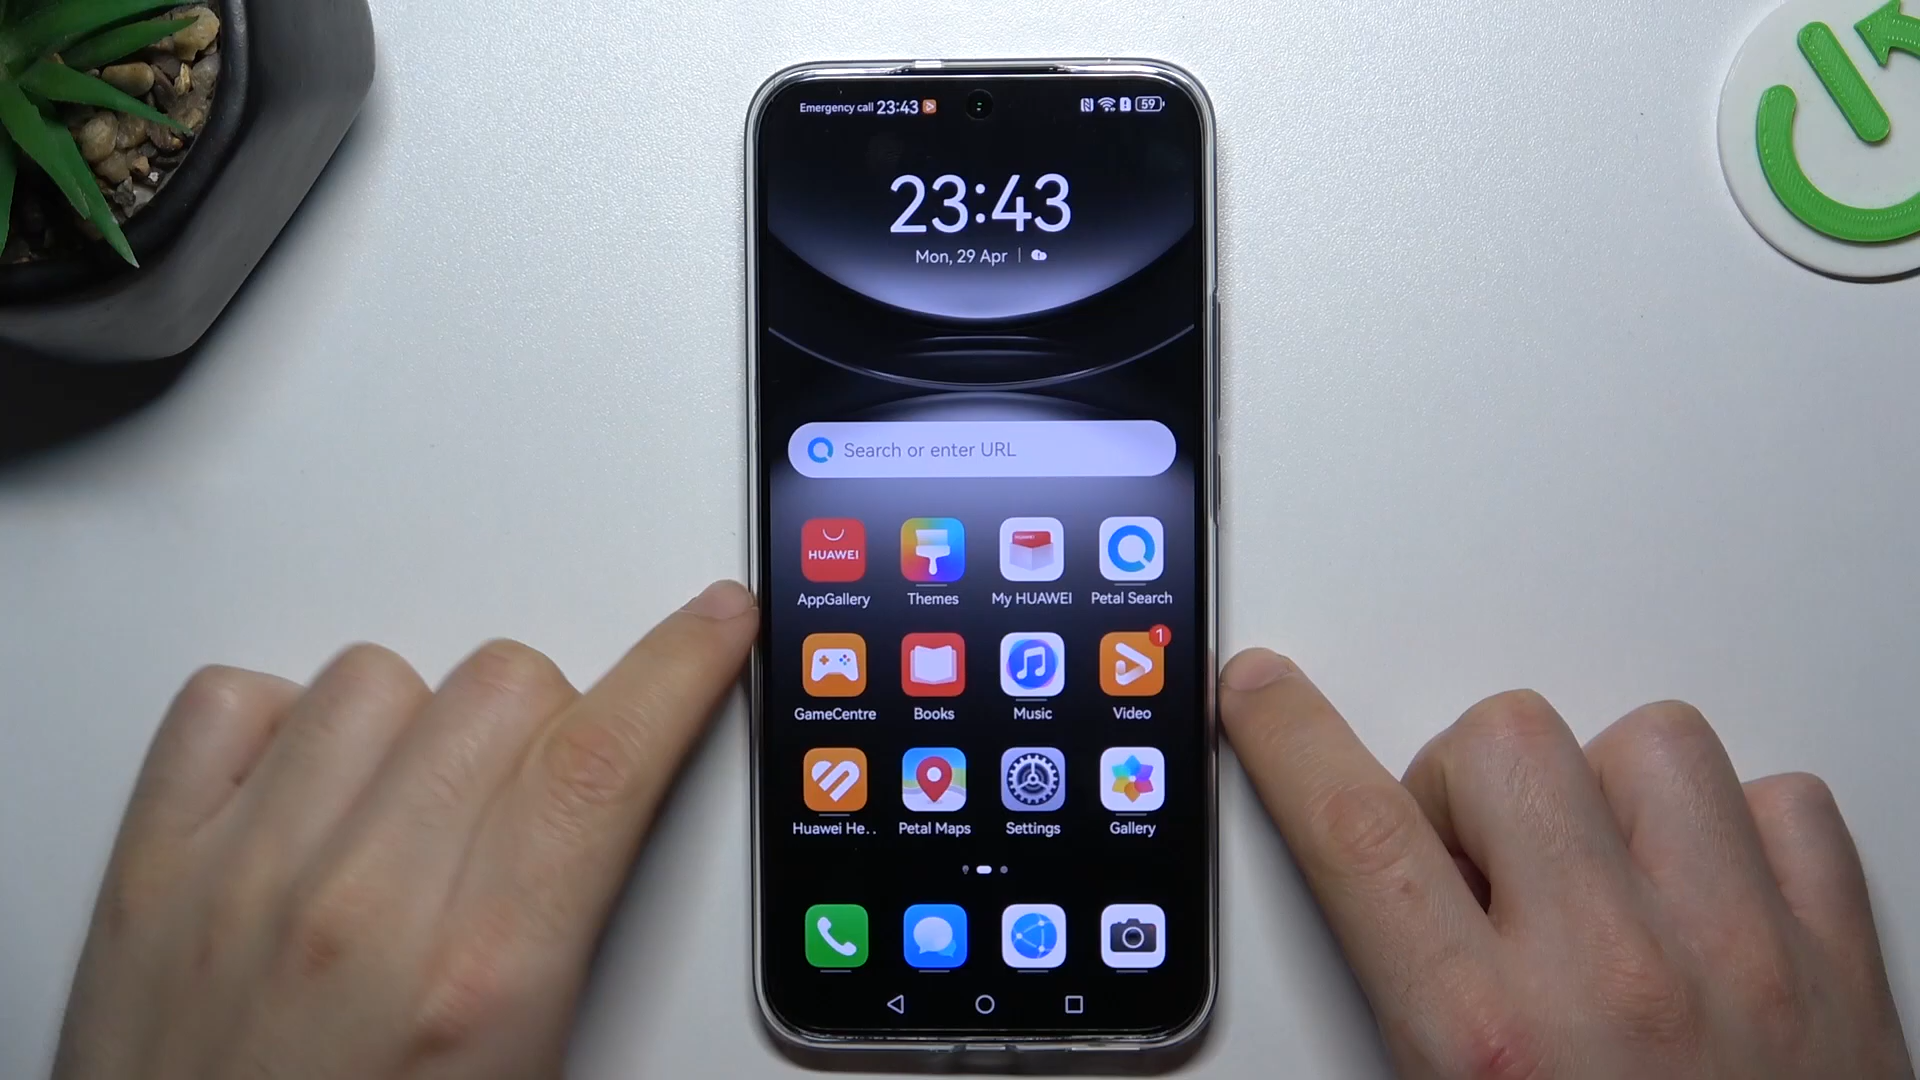 Emergency call 23:43
59
23:43
Mon, 29 Apr
Search or enter URL
HUAWEI
HUAWEI
AppGallery Themes My HUAWEI Petal Search
1
GameCentre Books Music Video
Huawei He.. Petal Maps Settings Gallery